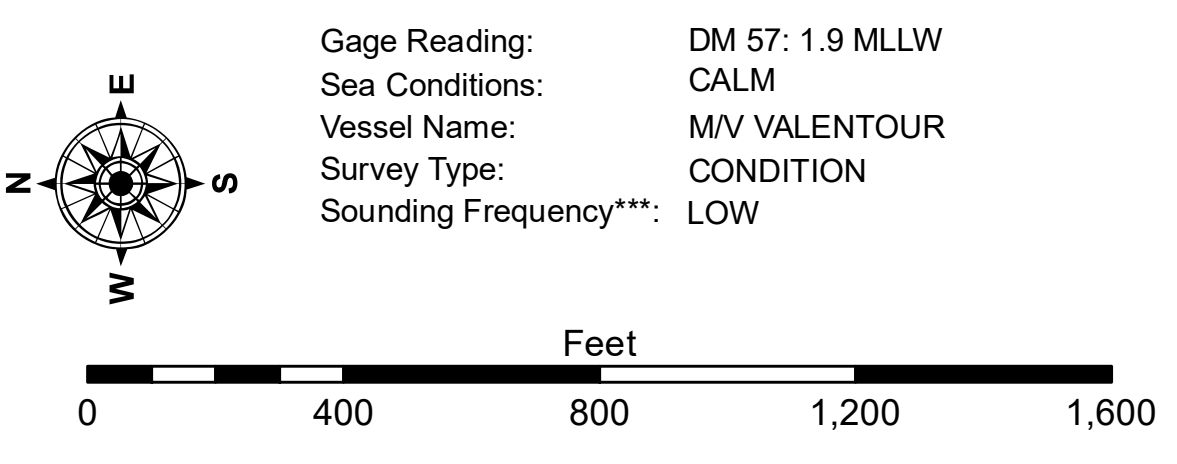 E
N
S
W
Gage Reading: DM 57: 1.9 MLLW
Sea Conditions: CALM
Vessel Name: M/V VALENTOUR
Survey Type: CONDITION
Sounding Frequency***: LOW
Feet
0 400 800 1,200 1,600